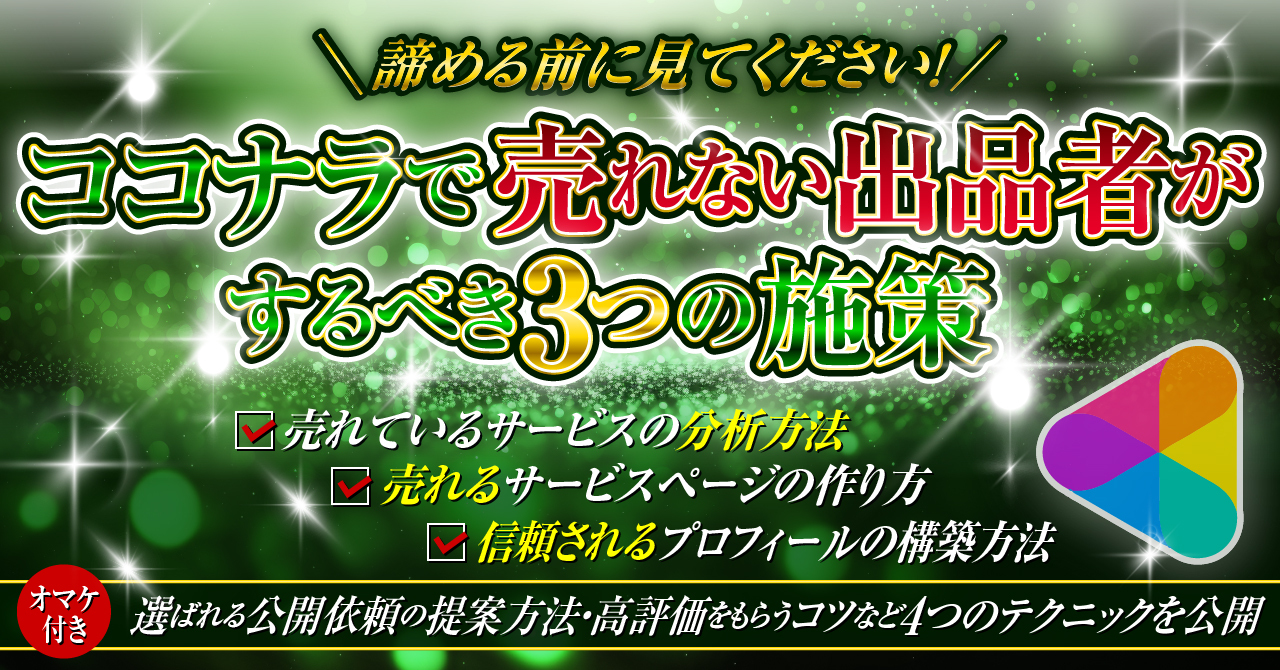 ＼諦める前に見てください！／
ココナラで売れない出品者が
するべき3つの施策
売れているサービスの分析方法
売れるサービスページの作り方
信頼されるプロフィールの構築方法
オマケ
付き
選ばれる公開依頼の提案方法・高評価をもらうコツなど4つのテクニックを公開